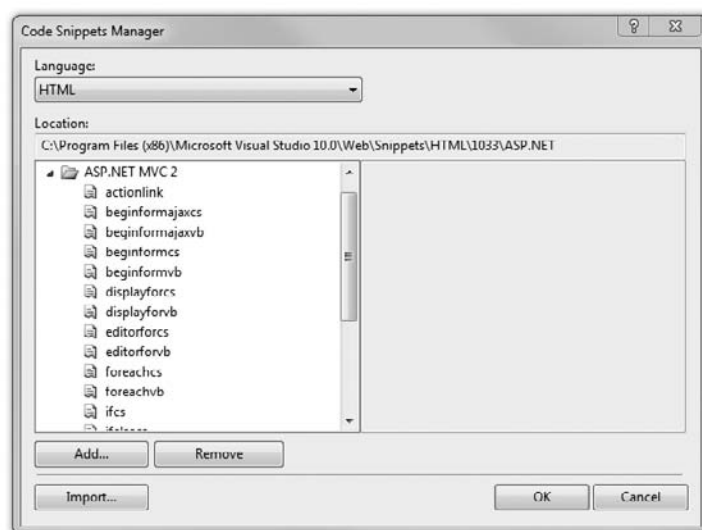 Code Snippets Manager
Language:
HTML
Location:
C:\Program Files (x86)\Microsoft Visual Studio 10.0\Web\Snippets\HTML\1033\ASP.NET
ASP.NET MVC 2
actionlink
beginformajaxcs
beginformajaxvb
beginformcs
beginformvb
displayforcs
displayforvb
editorforcs
editorforvb
foreachcs
foreachvb
ifcs
Add...
Remove
Import...
OK
Cancel